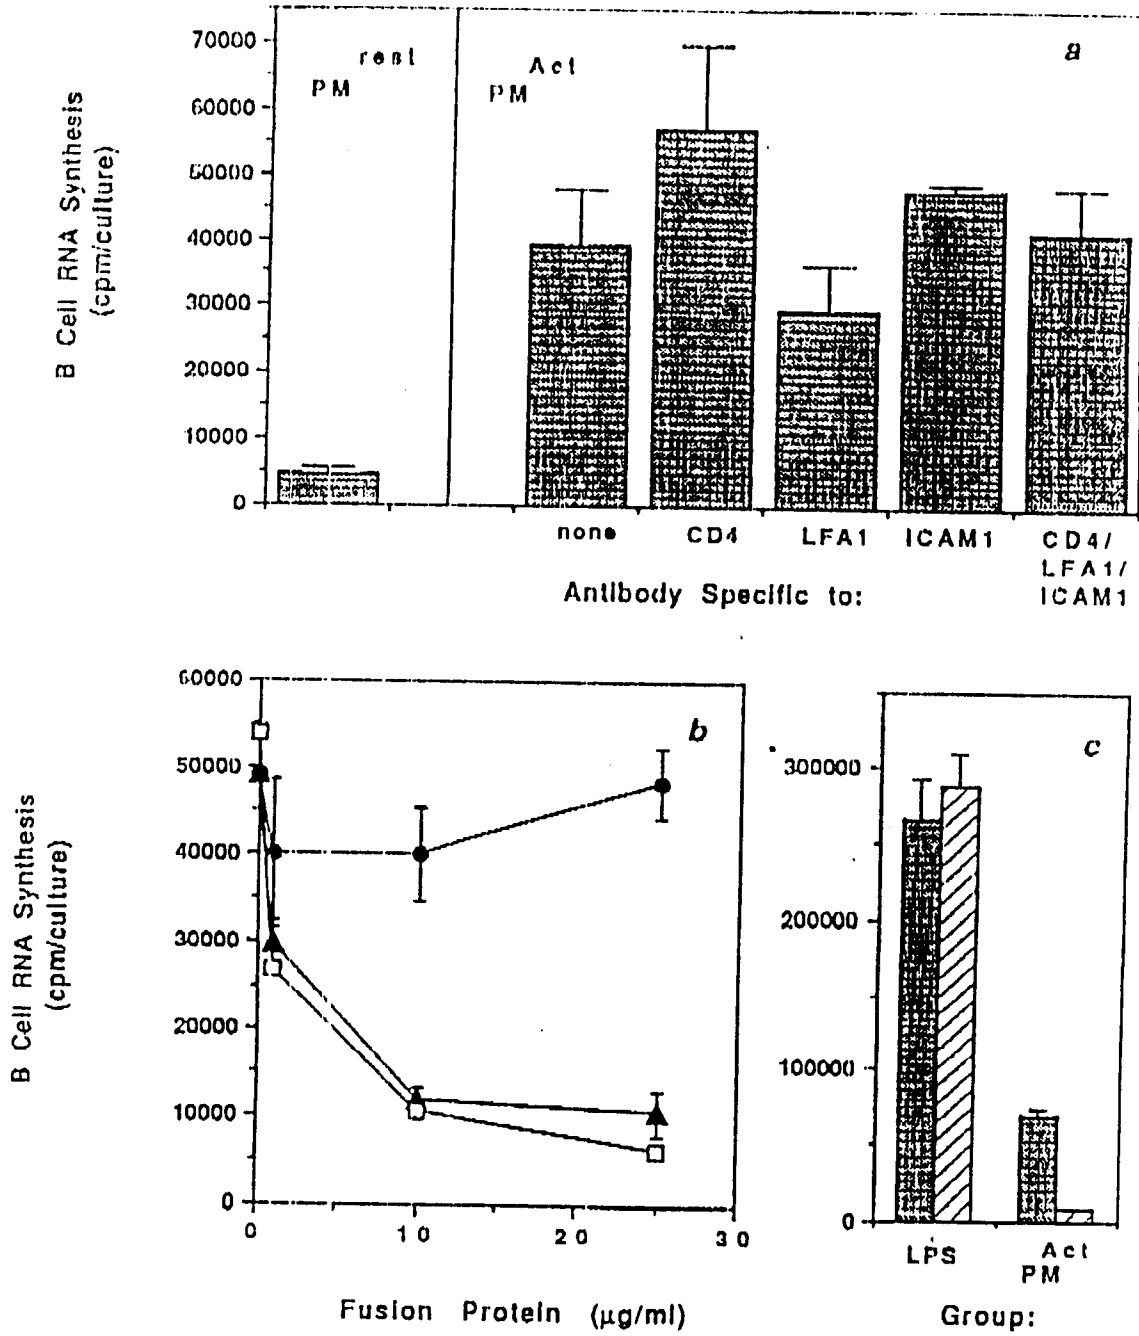 a
B Cell RNA Synthesis
(cpm/culture)
70000
60000
50000
40000
30000
20000
10000
0
PM rest
PM Act
none CD4 LFA1 ICAM1 CD4/
LFA1/
ICAM1
Antibody Specific to:
b
B Cell RNA Synthesis
(cpm/culture)
60000
50000
40000
30000
20000
10000
0
0 10 20 30
Fusion Protein (µg/ml)
c
300000
200000
100000
0
LPS PM Act
Group: